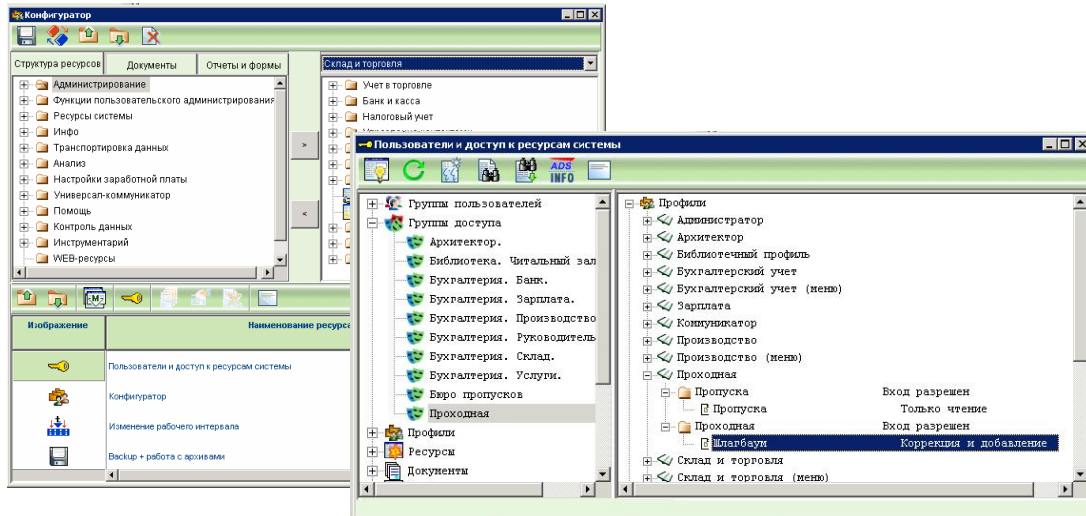 Конфигуратор
Структура ресурсов
Документы
Отчеты и формы
Администрирование
Функции пользовательского администрирования
Ресурсы системы
Инфо
Транспортировка данных
Анализ
Настройки заработной платы
Универсал-коммуникатор
Помощь
Контроль данных
Инструментарий
WEB-ресурсы
>
<
Склад и торговля
Учет в торговле
Банк и касса
Налоговый учет
Изображение
Наименование ресурса
Пользователи и доступ к ресурсам системы
Конфигуратор
Изменение рабочего интервала
Backup + работа с архивами
Пользователи и доступ к ресурсам системы
ADS
INFO
Группы пользователей
Группы доступа
Архитектор.
Библиотека. Читальный зал
Бухгалтерия. Банк.
Бухгалтерия. Зарплата.
Бухгалтерия. Производство
Бухгалтерия. Руководитель
Бухгалтерия. Склад.
Бухгалтерия. Услуги.
Бюро пропусков
Проходная
Профили
Ресурсы
Документы
Профили
Администратор
Архитектор
Библиотечный профиль
Бухгалтерский учет
Бухгалтерский учет (меню)
Зарплата
Коммуникатор
Производство
Производство (меню)
Проходная
Пропуска Вход разрешен
Пропуска Только чтение
Проходная Вход разрешен
Шлагбаум Коррекция и добавление
Склад и торговля
Склад и торговля (меню)